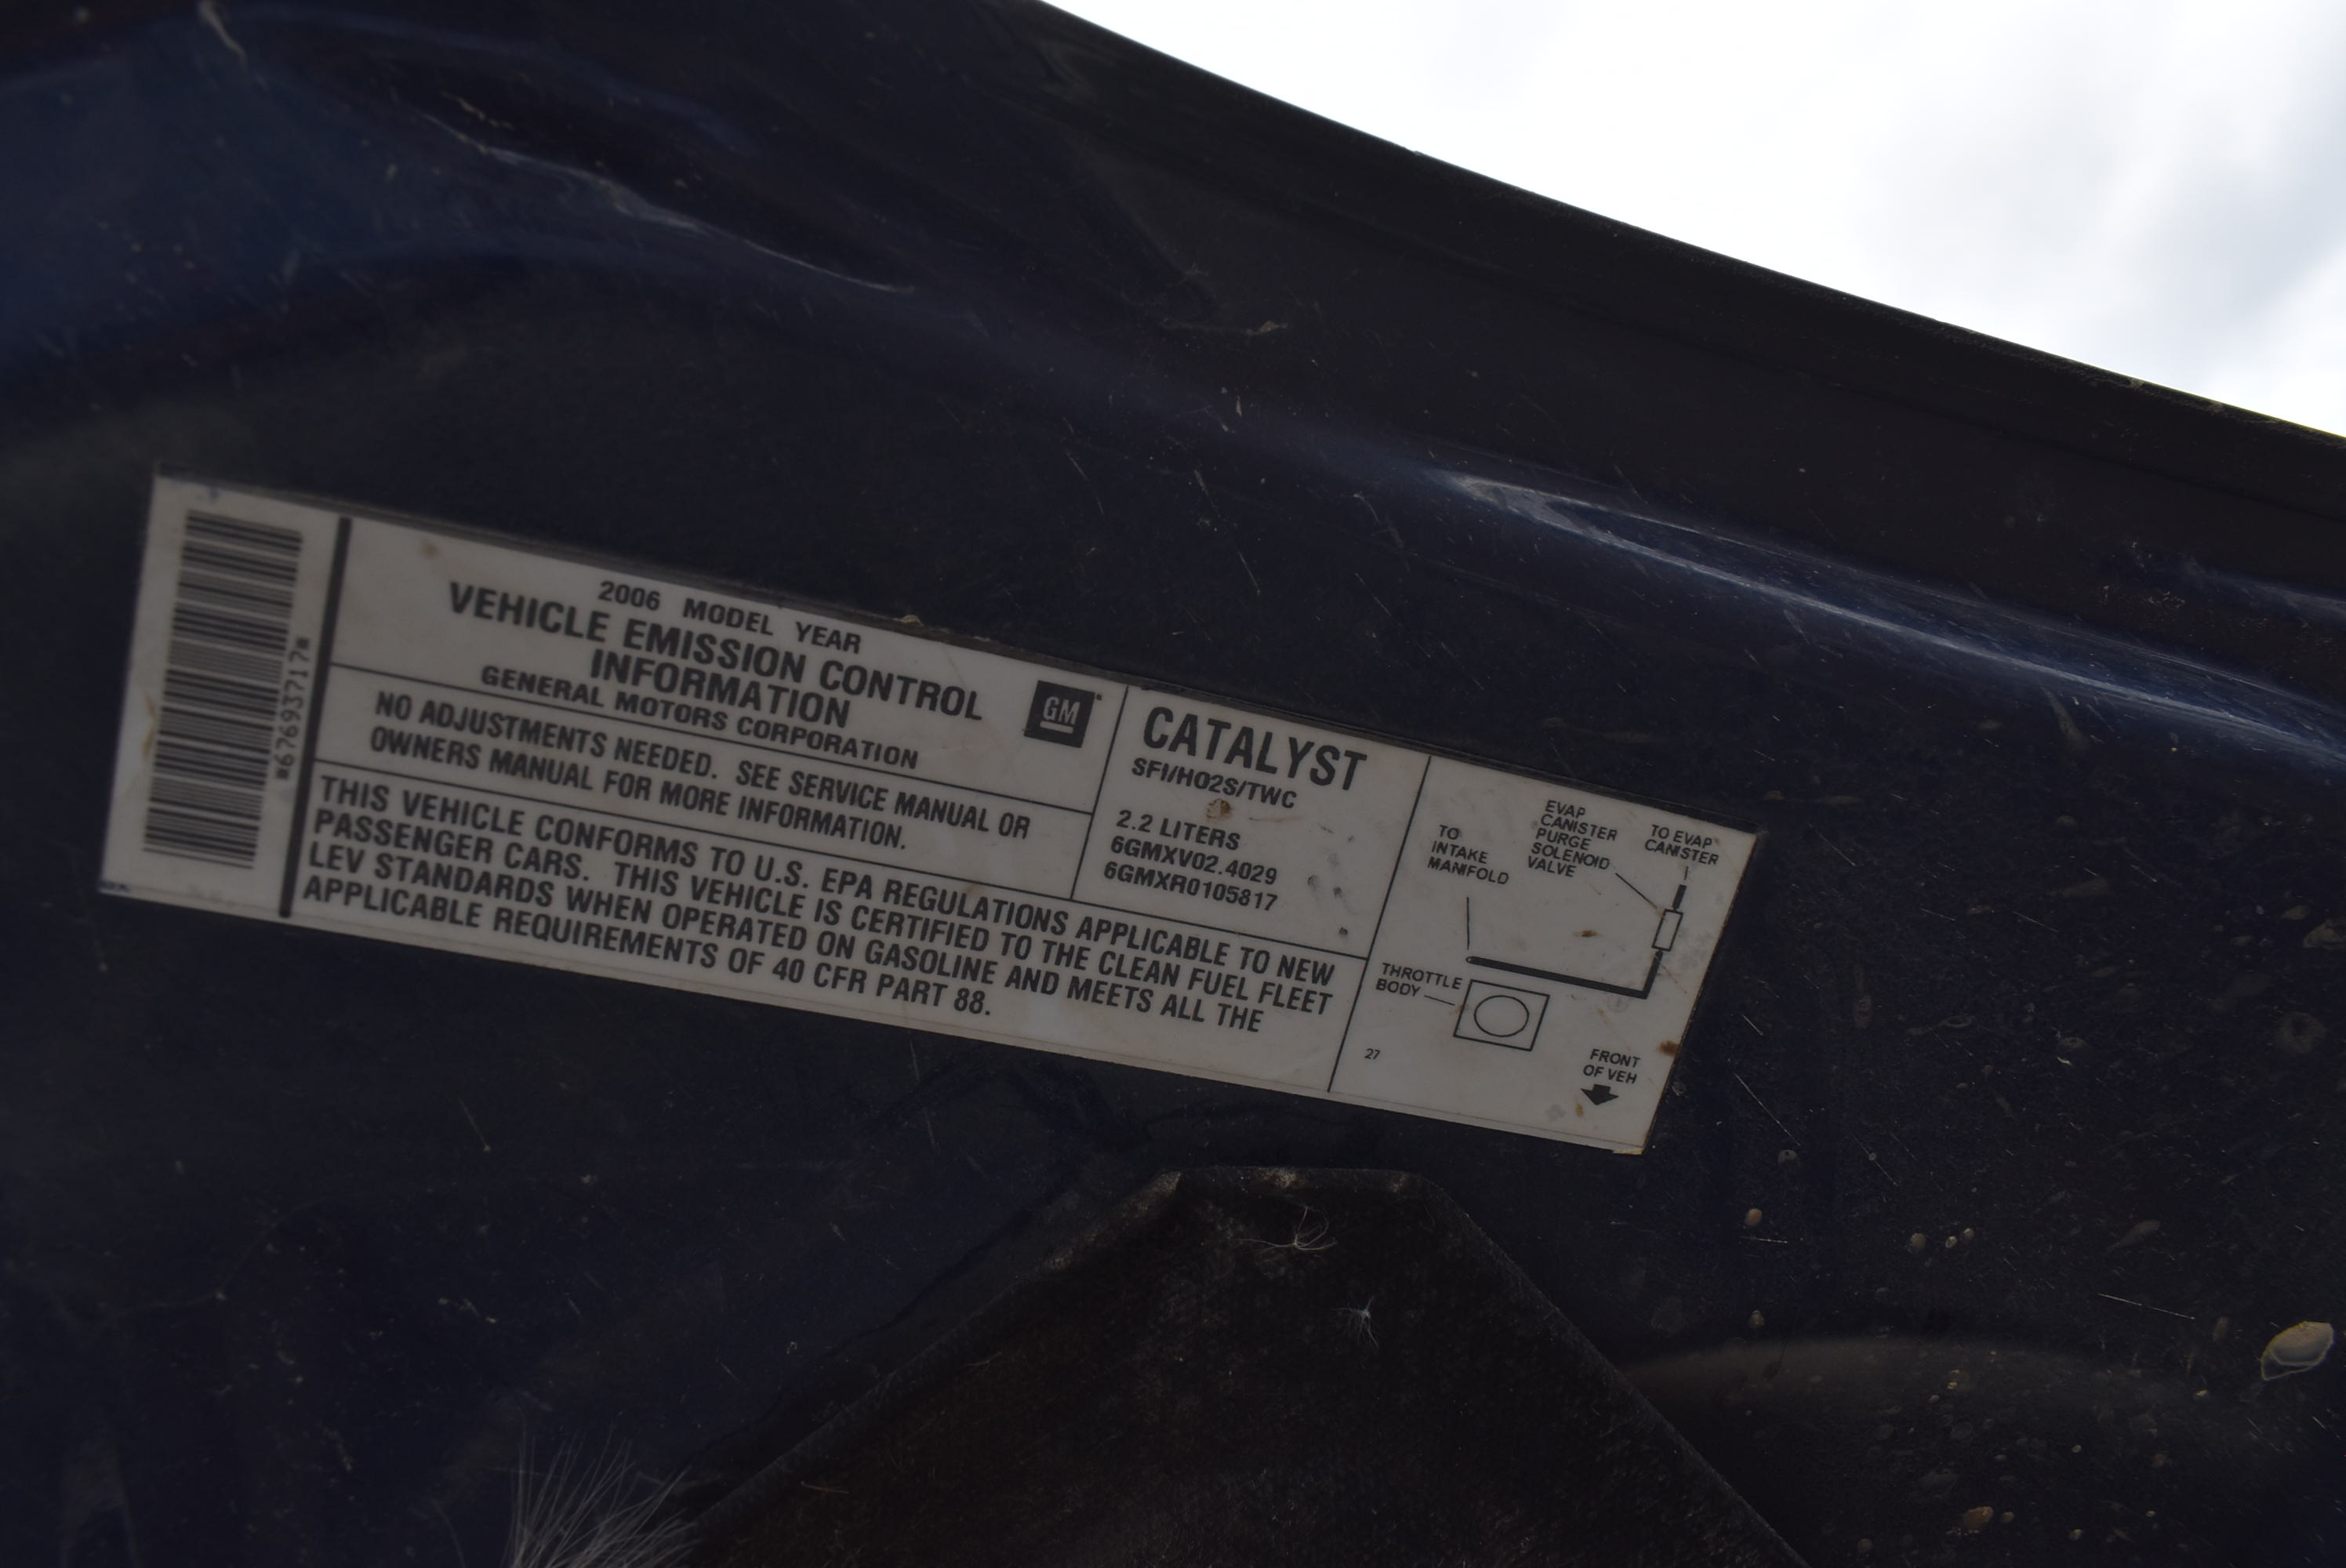 *67693717*
2006 MODEL YEAR
VEHICLE EMISSION CONTROL
INFORMATION
GENERAL MOTORS CORPORATION
GM
NO ADJUSTMENTS NEEDED. SEE SERVICE MANUAL OR
OWNERS MANUAL FOR MORE INFORMATION.
THIS VEHICLE CONFORMS TO U.S. EPA REGULATIONS APPLICABLE TO NEW
PASSENGER CARS. THIS VEHICLE IS CERTIFIED TO THE CLEAN FUEL FLEET
LEV STANDARDS WHEN OPERATED ON GASOLINE AND MEETS ALL THE
APPLICABLE REQUIREMENTS OF 40 CFR PART 88.
CATALYST
SFI/HO2S/TWC
2.2 LITERS
6GMXV02.4029
6GMXR0105817
TO
INTAKE
MANIFOLD
EVAP
CANISTER
PURGE
SOLENOID
VALVE
TO EVAP
CANISTER
THROTTLE
BODY
27
FRONT
OF VEH